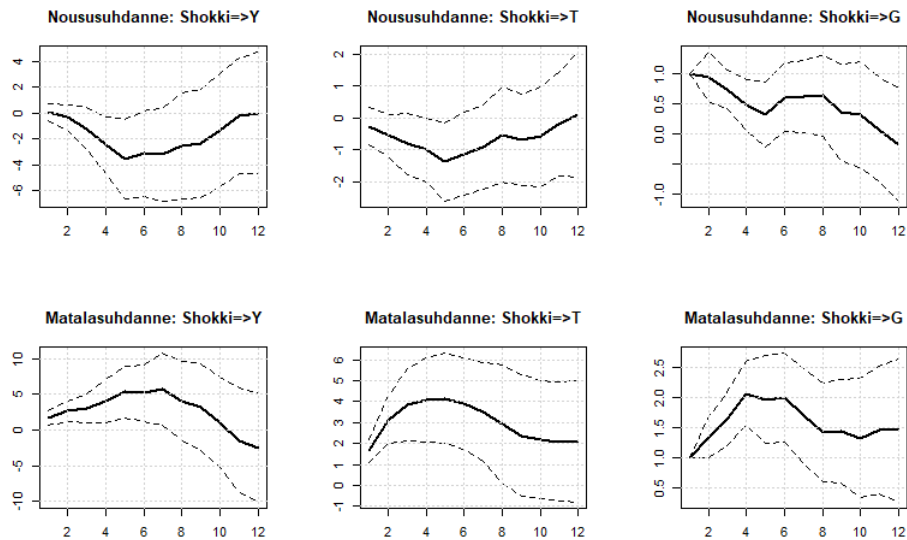 Noususuhdanne: Shokki=>Y
Noususuhdanne: Shokki=>T
Noususuhdanne: Shokki=>G
4
2
0
-2
-4
-6
2 4 6 8 10 12
2
1
0
-1
-2
2 4 6 8 10 12
1.0
0.5
0.0
-1.0
2 4 6 8 10 12
Matalasuhdanne: Shokki=>Y
Matalasuhdanne: Shokki=>T
Matalasuhdanne: Shokki=>G
10
5
0
-5
-10
2 4 6 8 10 12
6
5
4
3
2
1
0
-1
2 4 6 8 10 12
2.5
2.0
1.5
1.0
0.5
2 4 6 8 10 12